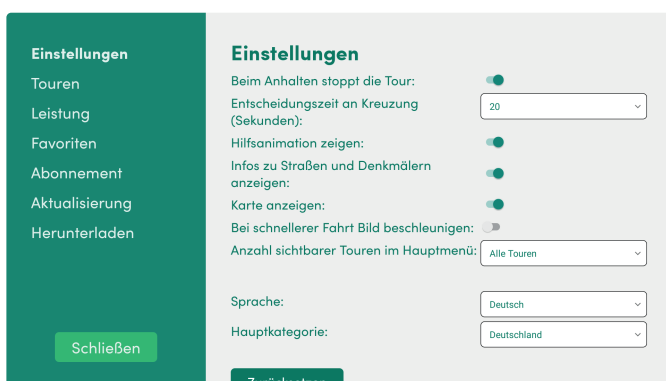 Einstellungen
Touren
Leistung
Favoriten
Abonnement
Aktualisierung
Herunterladen
Schließen
Einstellungen
Beim Anhalten stoppt die Tour:
Entscheidungszeit an Kreuzung
(Sekunden):
20
Hilfsanimation zeigen:
Infos zu Straßen und Denkmälern
anzeigen:
Karte anzeigen:
Bei schnellerer Fahrt Bild beschleunigen:
Anzahl sichtbarer Touren im Hauptmenü:
Alle Touren
Sprache:
Deutsch
Hauptkategorie:
Deutschland